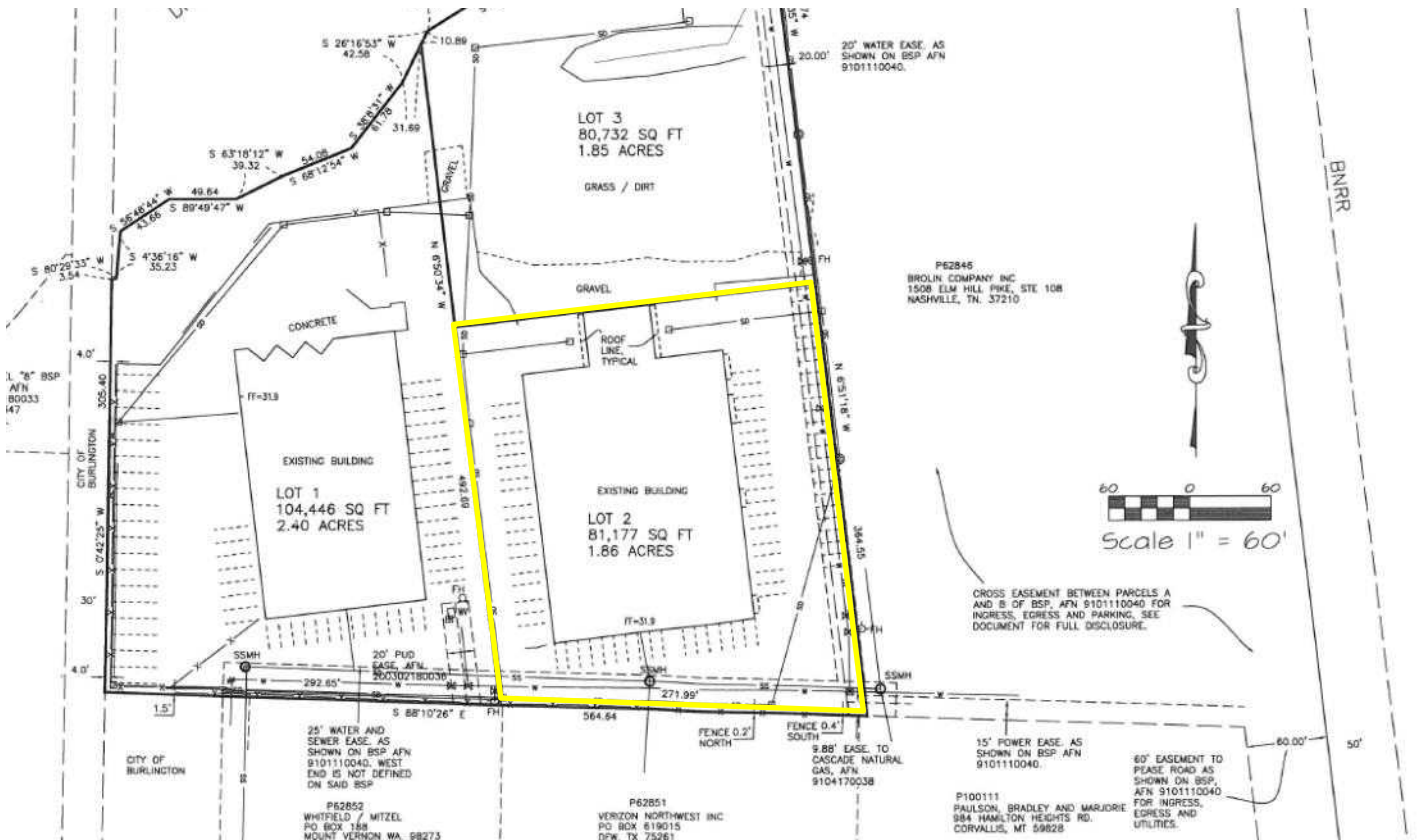 S 26°16'53" W
42.58
10.89
S 38°8'31" W
61.78
31.69
S 63°18'12" W
39.32
54.08
S 68°12'54" W
S 56°48'44" W
43.66
49.64
S 89°49'47" W
S 80°29'33" W
3.54
S 4°36'16" W
35.23
GRAVEL
N 6°50'34" W
LOT 3
80,732 SQ FT
1.85 ACRES
GRASS / DIRT
20.00'
20' WATER EASE. AS
SHOWN ON BSP AFN
9101110040.
BNRR
FH
GRAVEL
P62846
BROLIN COMPANY INC
1508 ELM HILL PIKE, STE 108
NASHVILLE, TN. 37210
CONCRETE
ROOF
LINE,
TYPICAL
4.0'
"B" BSP
AFN
80033
305.40
CITY OF
BURLINGTON
S 0°42'25" W
30'
4.0'
FF=31.9
EXISTING BUILDING
LOT 1
104,446 SQ FT
2.40 ACRES
492.69
EXISTING BUILDING
LOT 2
81,177 SQ FT
1.86 ACRES
FF=31.9
N 6°51'18" W
364.55
60 0 60
Scale 1" = 60'
CROSS EASEMENT BETWEEN PARCELS A
AND B OF BSP, AFN 9101110040 FOR
INGRESS, EGRESS AND PARKING, SEE
DOCUMENT FOR FULL DISCLOSURE.
FH
FH
SSMH
20' PUD
EASE, AFN
200302180036
SSMH
SSMH
292.65'
271.99'
1.5'
S 88°10'26" E
FH
564.64
FENCE 0.2'
NORTH
FENCE 0.4'
SOUTH
CITY OF
BURLINGTON
25' WATER AND
SEWER EASE. AS
SHOWN ON BSP AFN
9101110040. WEST
END IS NOT DEFINED
ON SAID BSP
9.88' EASE. TO
CASCADE NATURAL
GAS, AFN
9104170038
15' POWER EASE. AS
SHOWN ON BSP AFN
9101110040.
60' EASEMENT TO
PEASE ROAD AS
SHOWN ON BSP,
AFN 9101110040
FOR INGRESS,
EGRESS AND
UTILITIES.
60.00'
50'
P62852
WHITFIELD / MITZEL
PO BOX 188
MOUNT VERNON WA. 98273
P62851
VERIZON NORTHWEST INC
PO BOX 619015
DFW, TX 75261
P100111
PAULSON, BRADLEY AND MARJORIE
984 HAMILTON HEIGHTS RD.
CORVALLIS, MT 59828